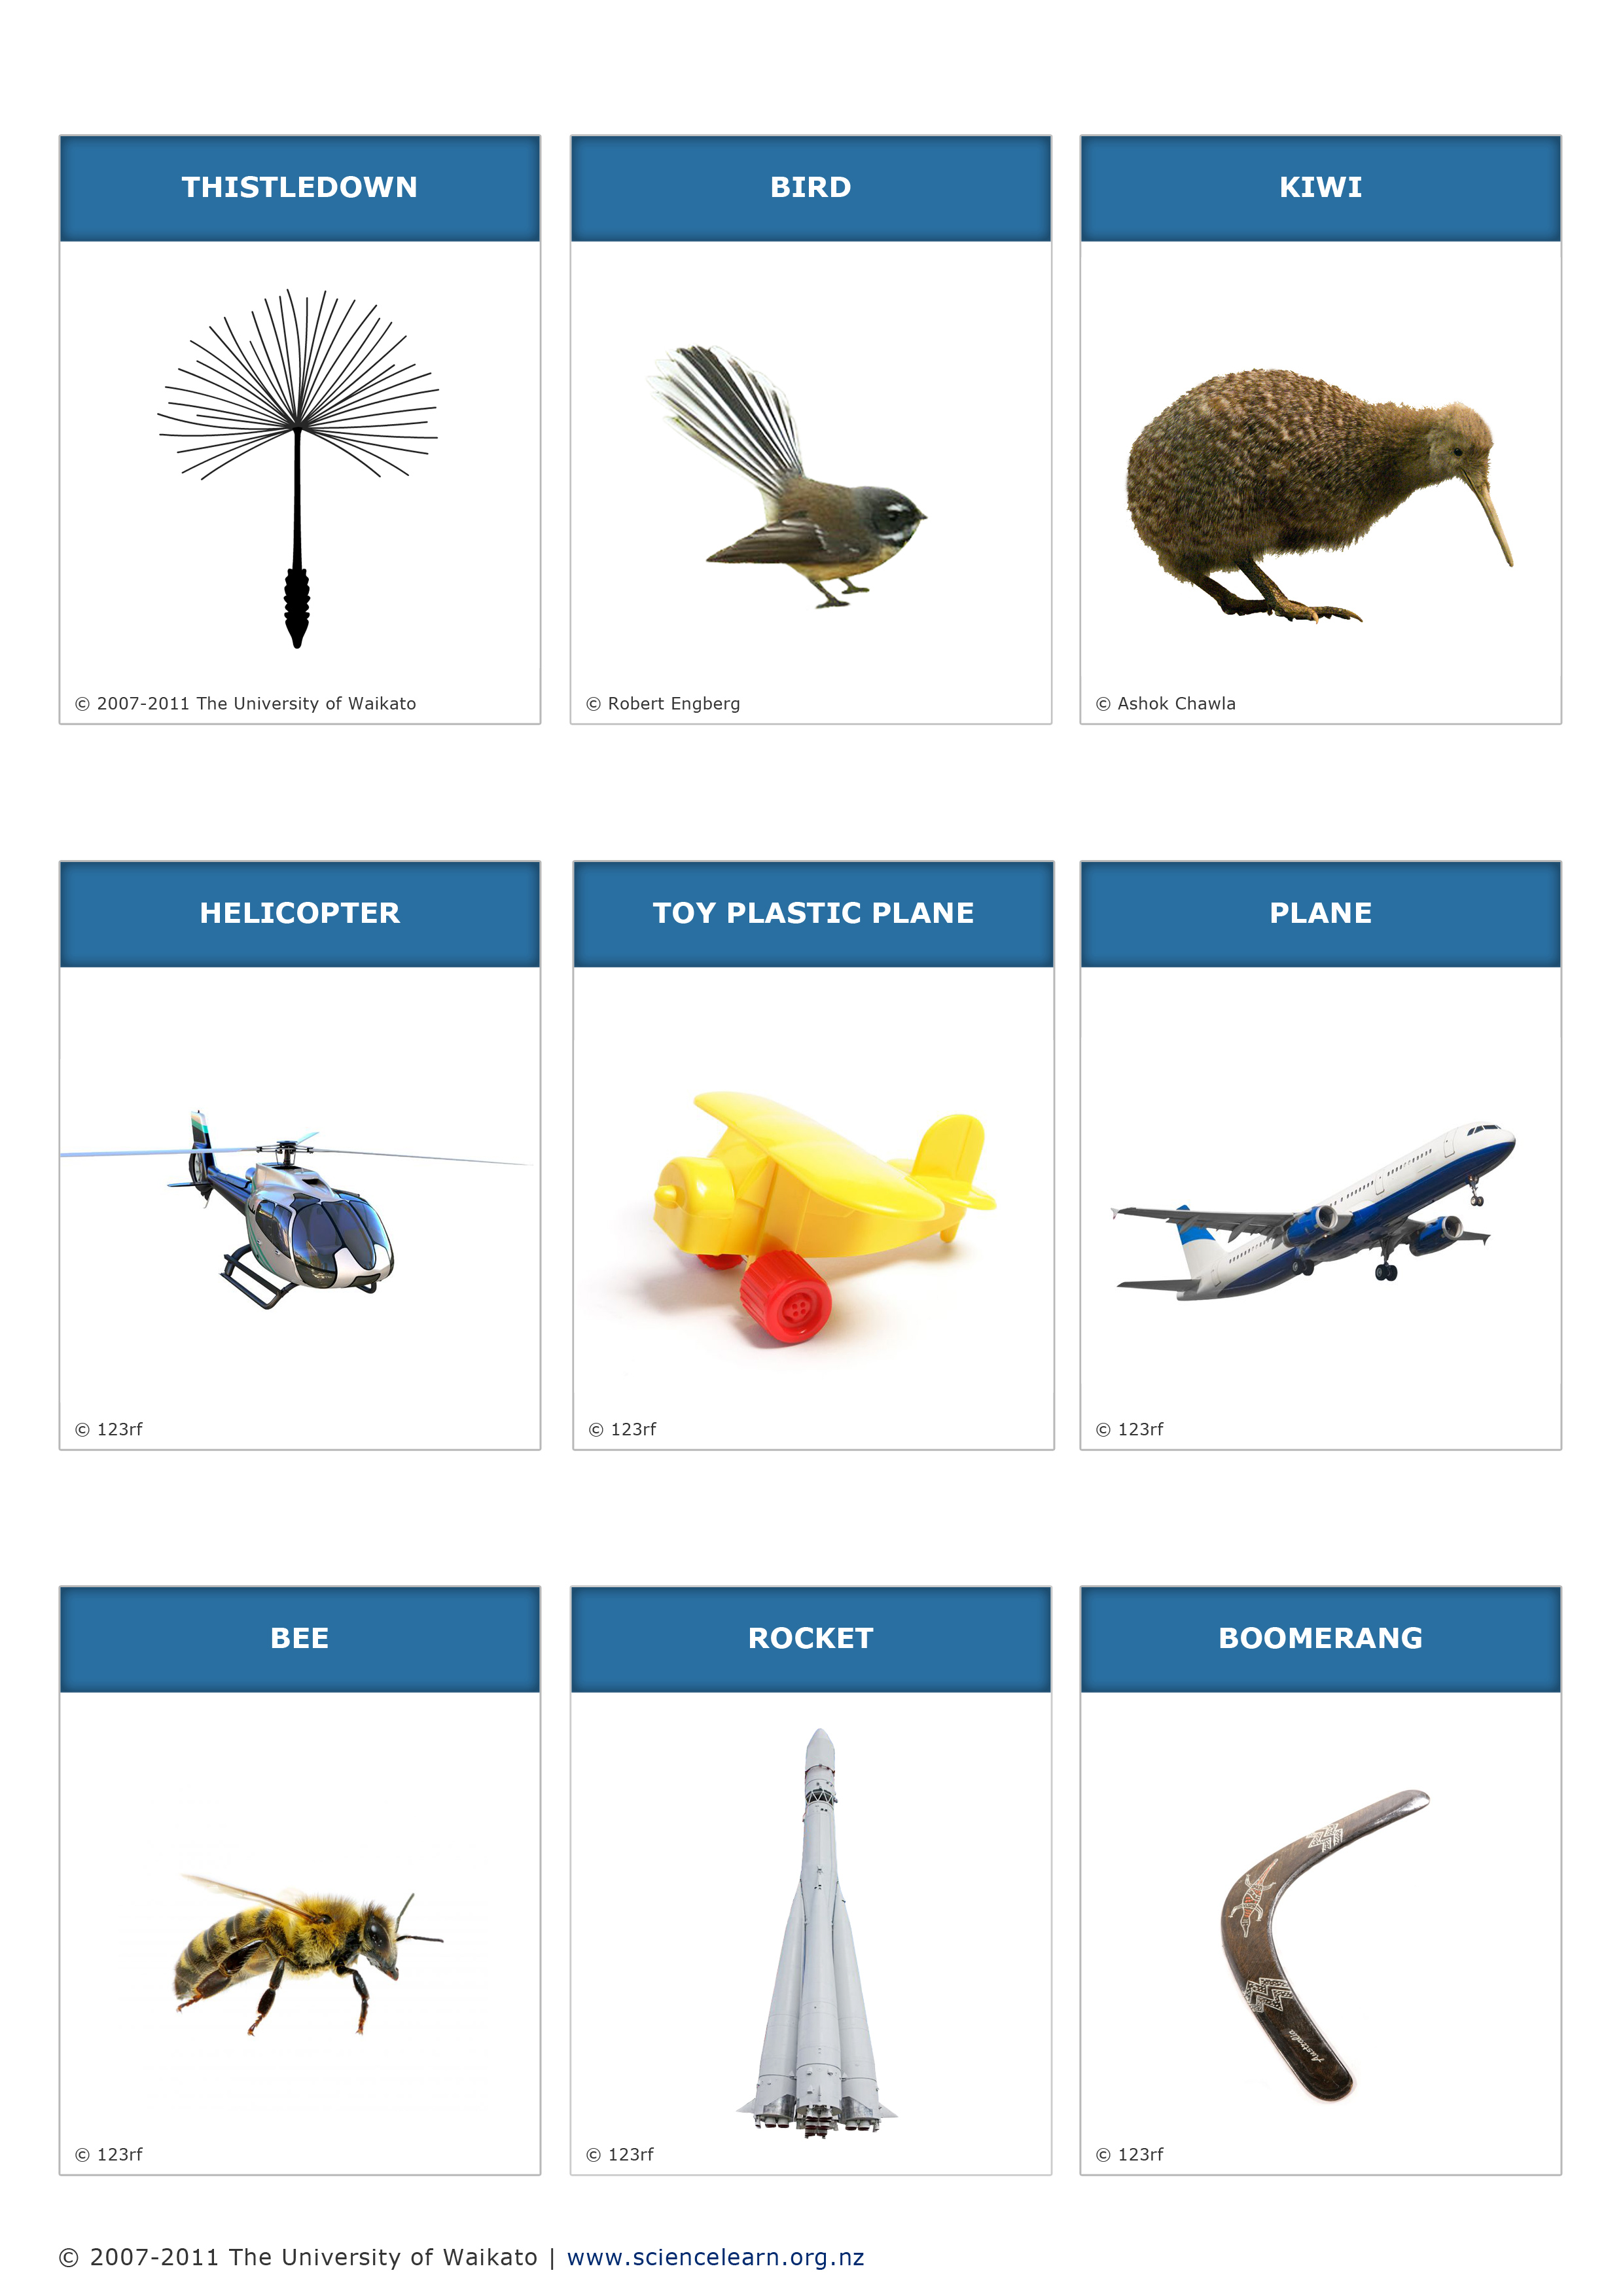 THISTLEDOWN
BIRD
KIWI
© 2007-2011 The University of Waikato
© Robert Engberg
© Ashok Chawla
HELICOPTER
TOY PLASTIC PLANE
PLANE
© 123rf
© 123rf
© 123rf
BEE
ROCKET
BOOMERANG
Australia
© 123rf
© 123rf
© 123rf
© 2007-2011 The University of Waikato | www.sciencelearn.org.nz